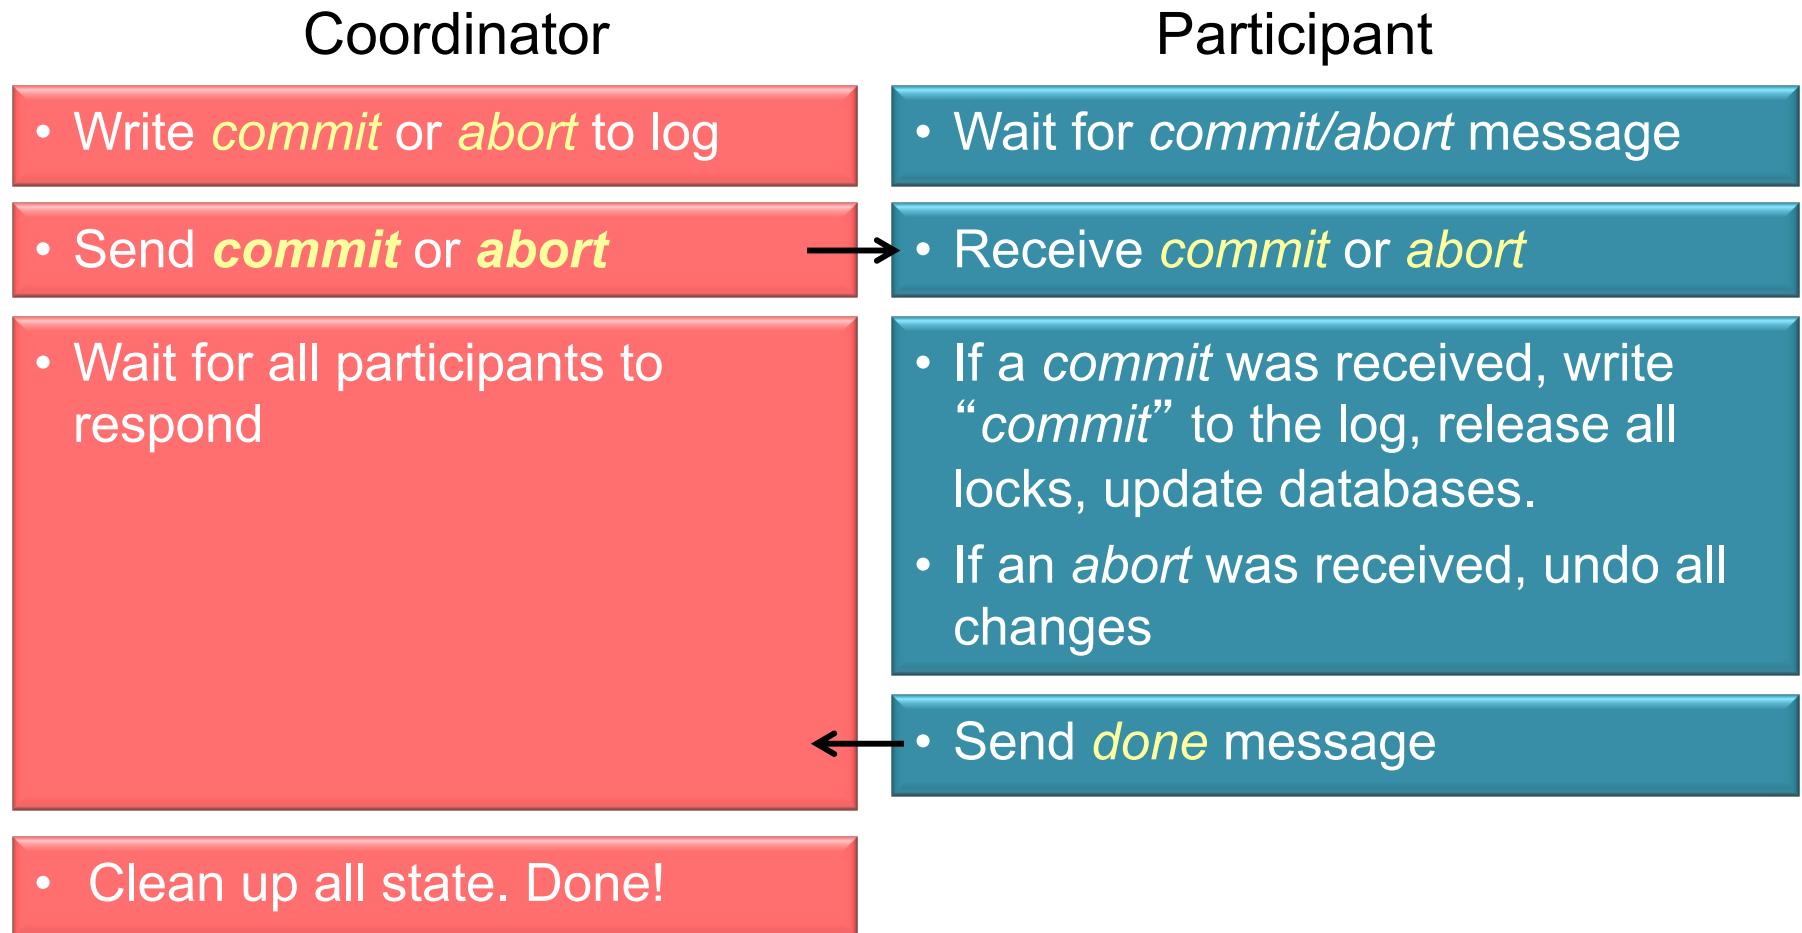 Coordinator
Participant
• Write commit or abort to log
• Wait for commit/abort message
• Send commit or abort
• Receive commit or abort
• Wait for all participants to
respond
• If a commit was received, write
“commit” to the log, release all
locks, update databases.
• If an abort was received, undo all
changes
• Send done message
• Clean up all state. Done!